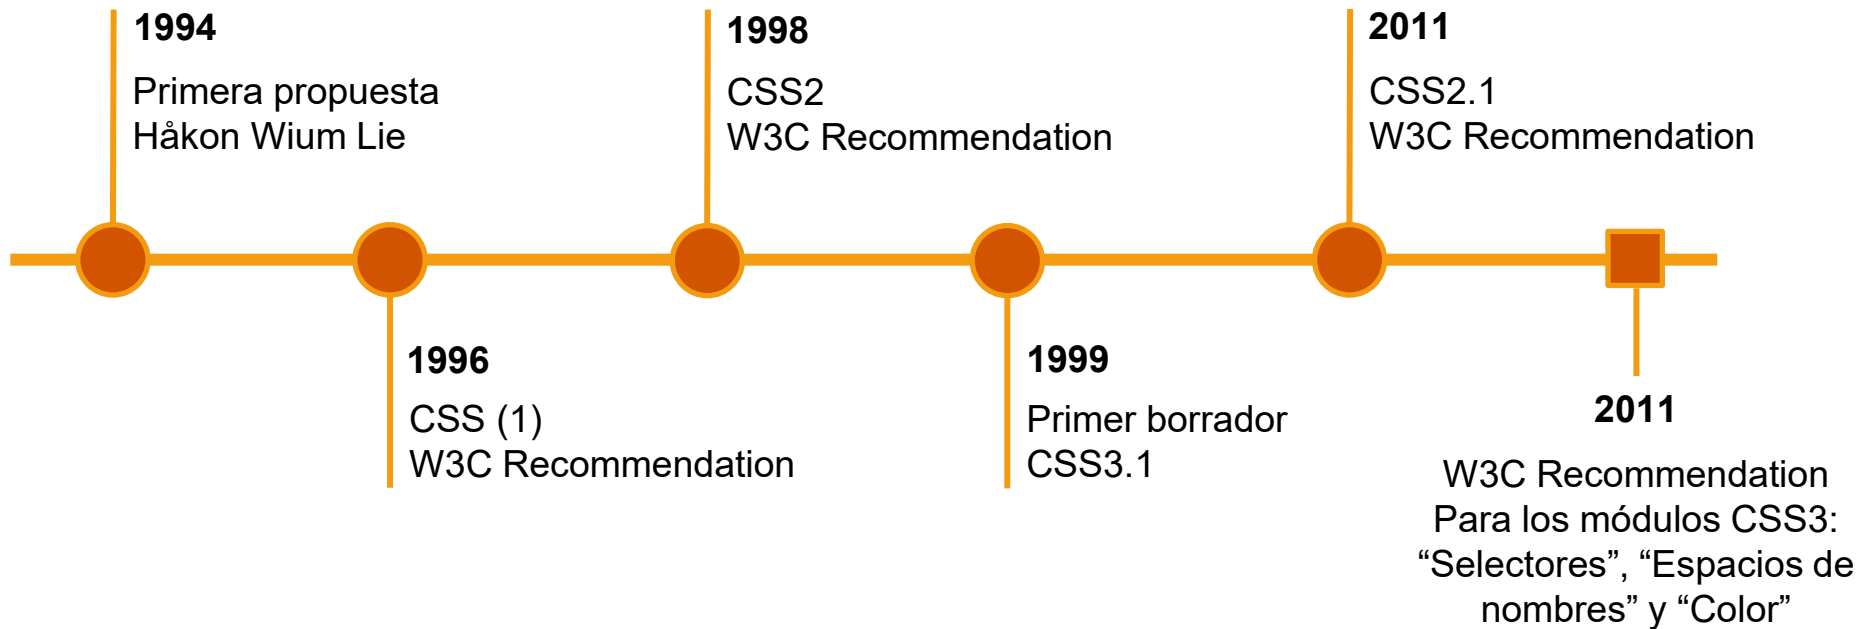 1994
Primera propuesta
Håkon Wium Lie
1996
CSS (1)
W3C Recommendation
1998
CSS2
W3C Recommendation
1999
Primer borrador
CSS3.1
2011
CSS2.1
W3C Recommendation
2011
W3C Recommendation
Para los módulos CSS3:
“Selectores”, “Espacios de
nombres” y “Color”